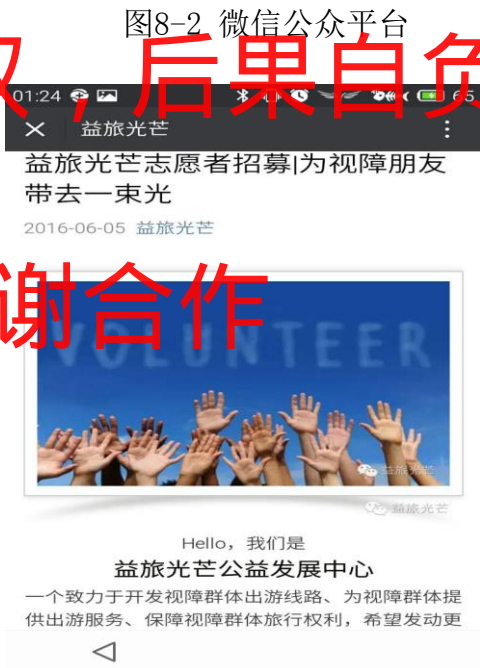 图8-2 微信公众平台
权，后果自负
01:24
65
益旅光芒
益旅光芒志愿者招募|为视障朋友
带去一束光
2016-06-05 益旅光芒
谢合作
VOLUNTEER
益旅光芒
益旅光芒
Hello，我们是
益旅光芒公益发展中心
一个致力于开发视障群体出游线路、为视障群体提
供出游服务、保障视障群体旅行权利，希望发动更